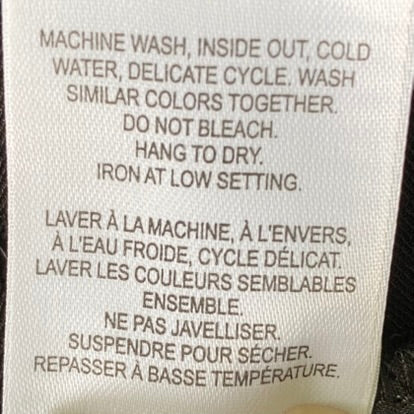 MACHINE WASH, INSIDE OUT, COLD
WATER, DELICATE CYCLE. WASH
SIMILAR COLORS TOGETHER.
DO NOT BLEACH.
HANG TO DRY.
IRON AT LOW SETTING.
LAVER À LA MACHINE, À L'ENVERS,
À L'EAU FROIDE, CYCLE DÉLICAT.
LAVER LES COULEURS SEMBLABLES
ENSEMBLE.
NE PAS JAVELLISER.
SUSPENDRE POUR SÉCHER.
REPASSER À BASSE TEMPÉRATURE.